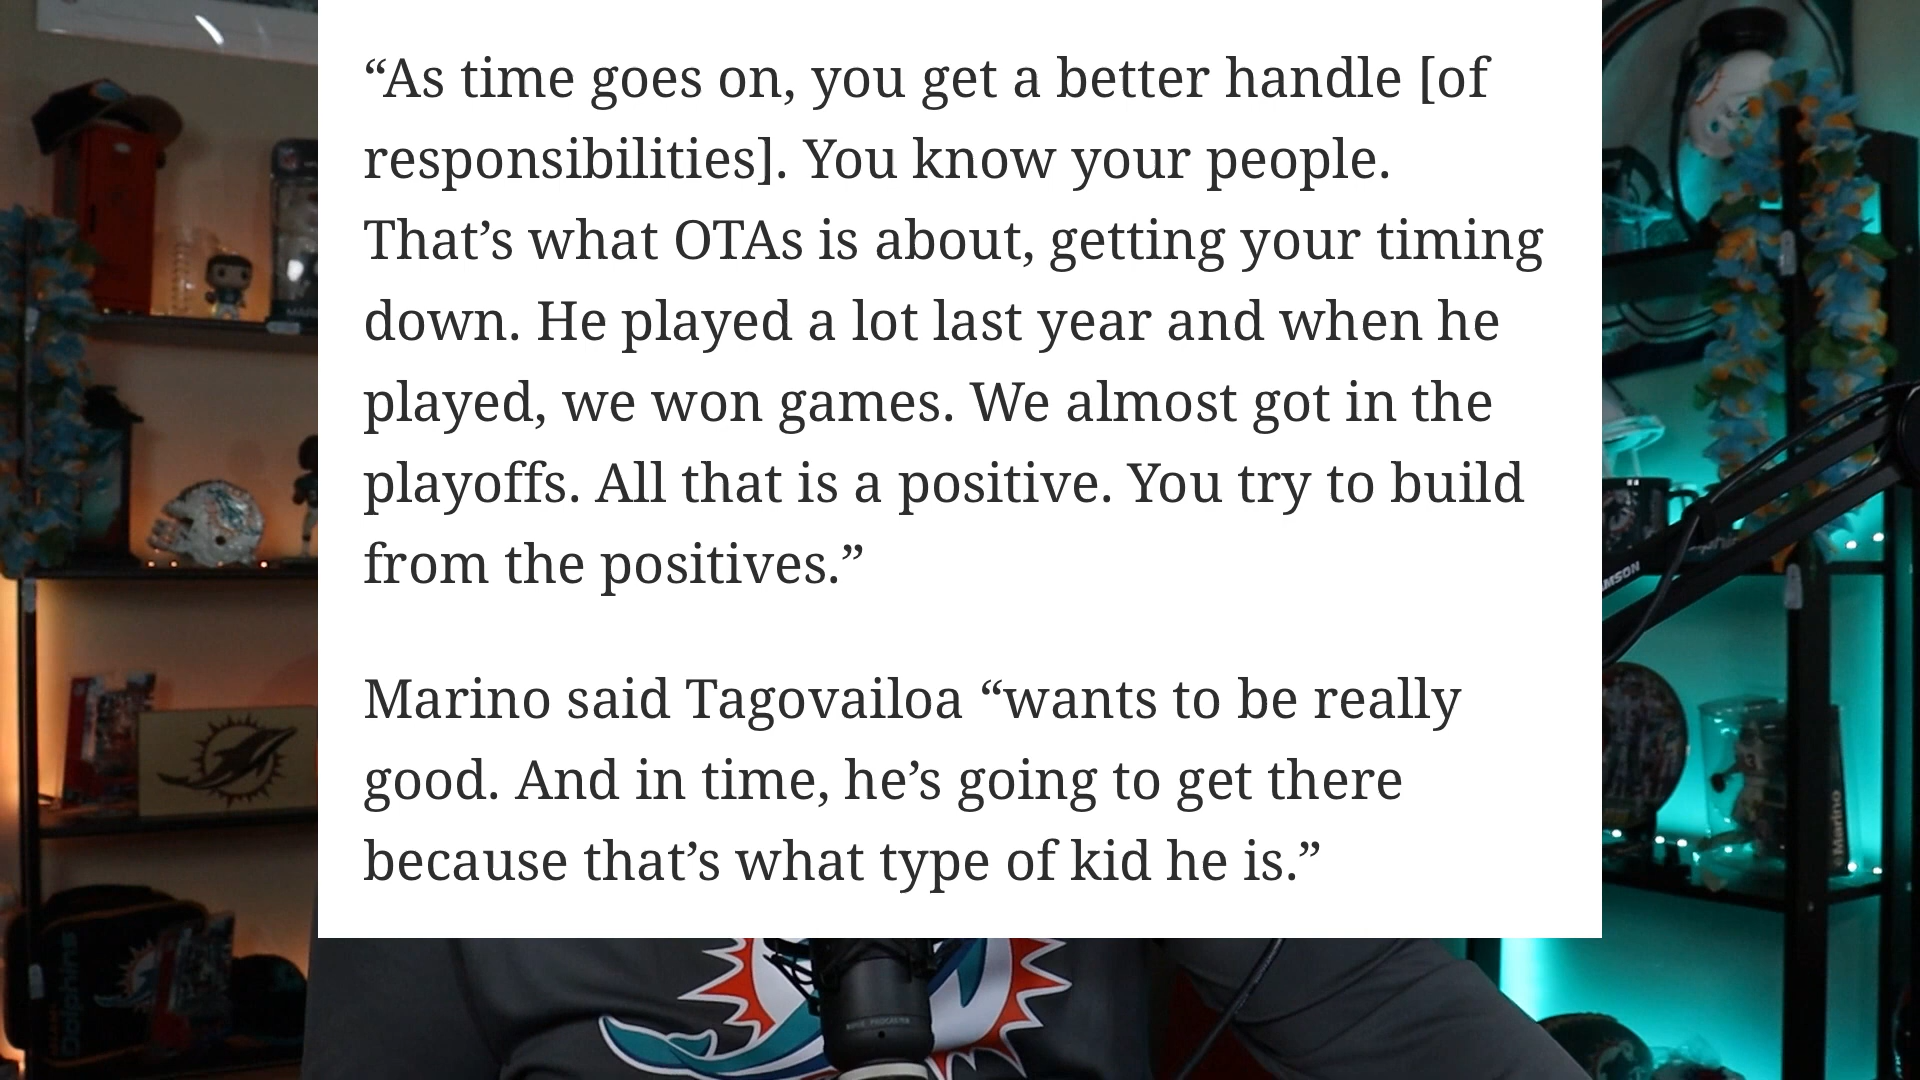 “As time goes on, you get a better handle [of
responsibilities]. You know your people.
That’s what OTAs is about, getting your timing
down. He played a lot last year and when he
played, we won games. We almost got in the
playoffs. All that is a positive. You try to build
from the positives.”
Marino said Tagovailoa “wants to be really
good. And in time, he’s going to get there
because that’s what type of kid he is.”
Marino
Dolphins